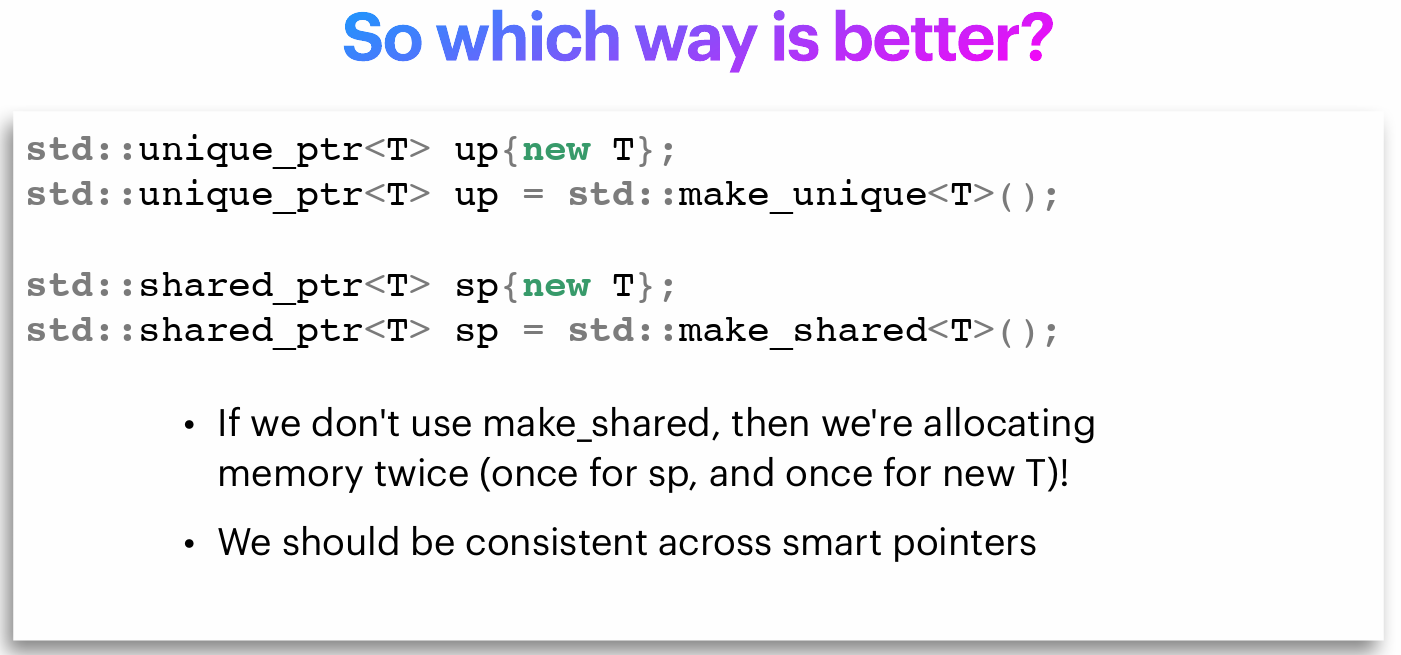 So which way is better?
std::unique_ptr<T> up{new T};
std::unique_ptr<T> up = std::make_unique<T>();
std::shared_ptr<T> sp{new T};
std::shared_ptr<T> sp = std::make_shared<T>();
• If we don't use make_shared, then we're allocating
memory twice (once for sp, and once for new T)!
• We should be consistent across smart pointers